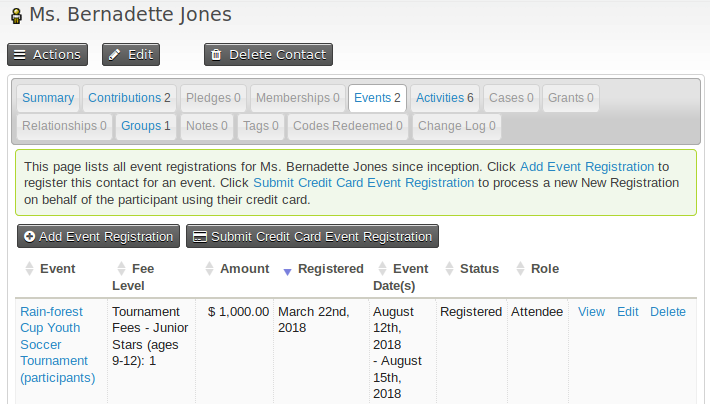 Ms. Bernadette Jones
Actions Edit Delete Contact
Summary Contributions 2 Pledges 0 Memberships 0 Events 2 Activities 6 Cases 0 Grants 0
Relationships 0 Groups 1 Notes 0 Tags 0 Codes Redeemed 0 Change Log 0
This page lists all event registrations for Ms. Bernadette Jones since inception. Click Add Event Registration to
register this contact for an event. Click Submit Credit Card Event Registration to process a new New Registration
on behalf of the participant using their credit card.
Add Event Registration Submit Credit Card Event Registration
Event Fee Amount Registered Event Status Role
Level Date(s)
Rain-forest Tournament $ 1,000.00 March 22nd, August Registered Attendee View Edit Delete
Cup Youth Fees - Junior 2018 12th,
Soccer Stars (ages 2018
Tournament 9-12): 1 - August
(participants) 15th,
2018